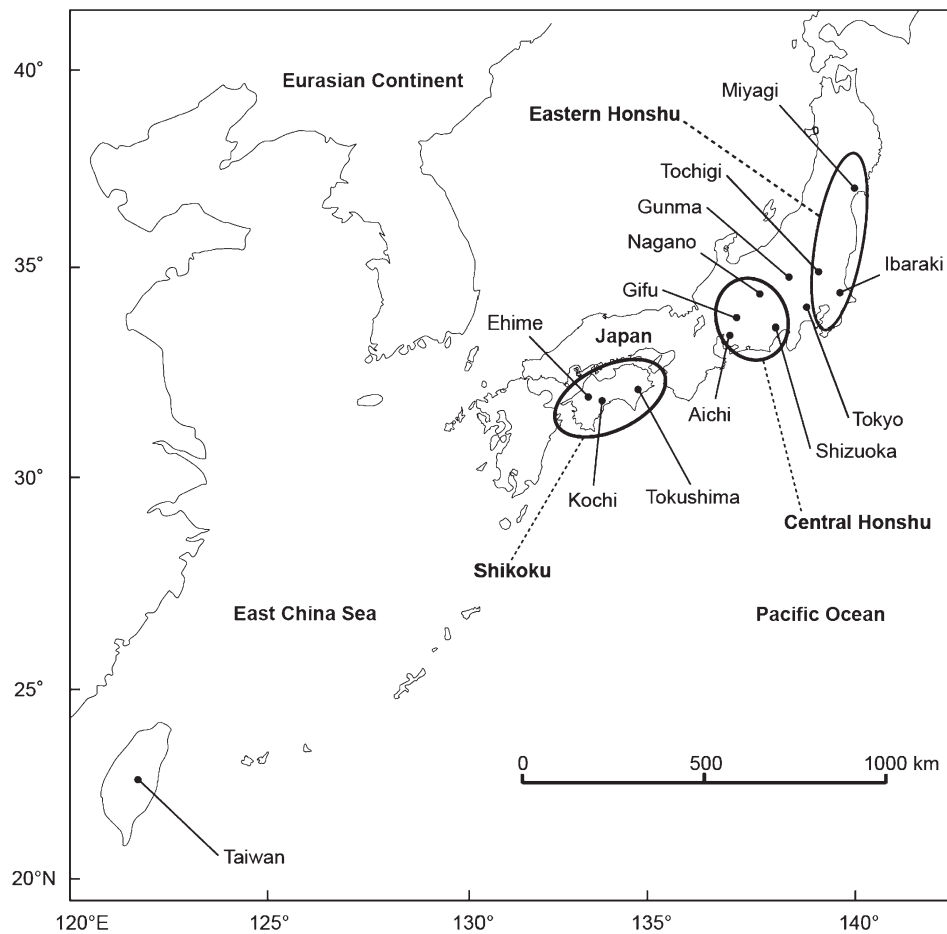 40°
Eurasian Continent
Miyagi
Eastern Honshu
Tochigi
Gunma
Nagano
35°
Ibaraki
Gifu
Ehime
Japan
Aichi
Tokyo
Shizuoka
30°
Kochi
Tokushima
Central Honshu
Shikoku
East China Sea
Pacific Ocean
25°
0 500 1000 km
Taiwan
20°N
120°E 125° 130° 135° 140°